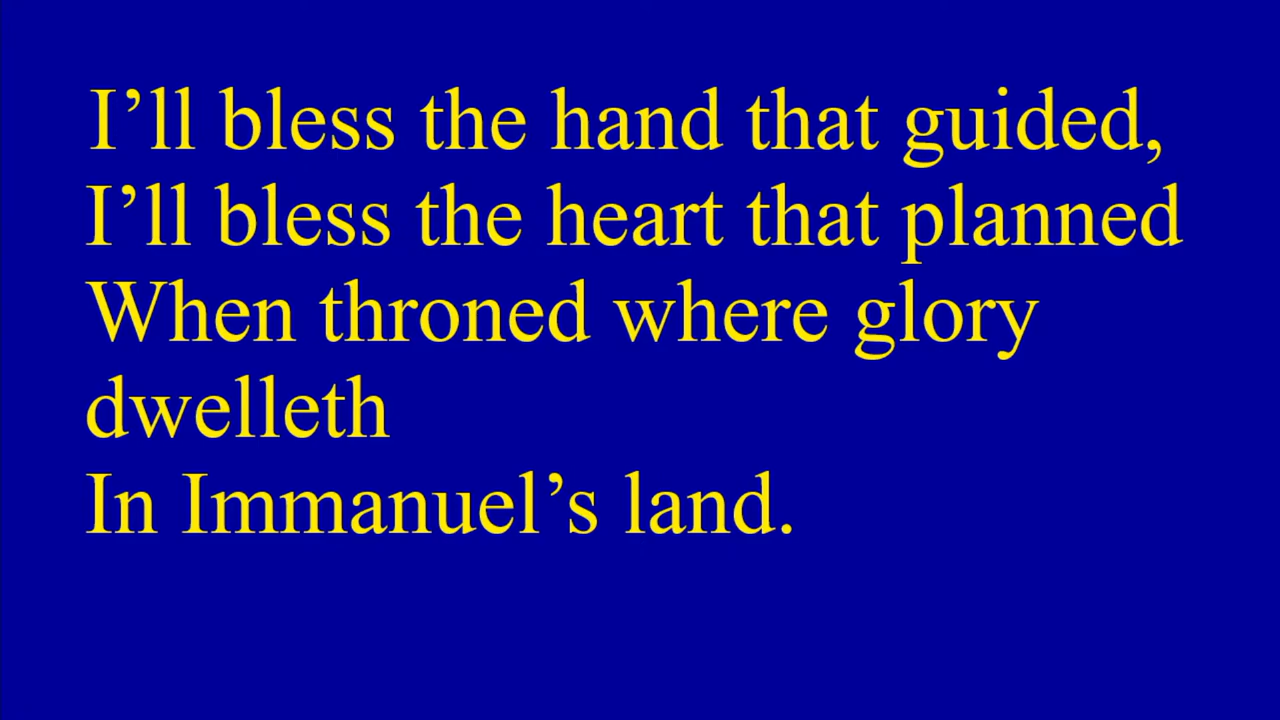 I’ll bless the hand that guided,
I’ll bless the heart that planned
When throned where glory
dwelleth
In Immanuel’s land.